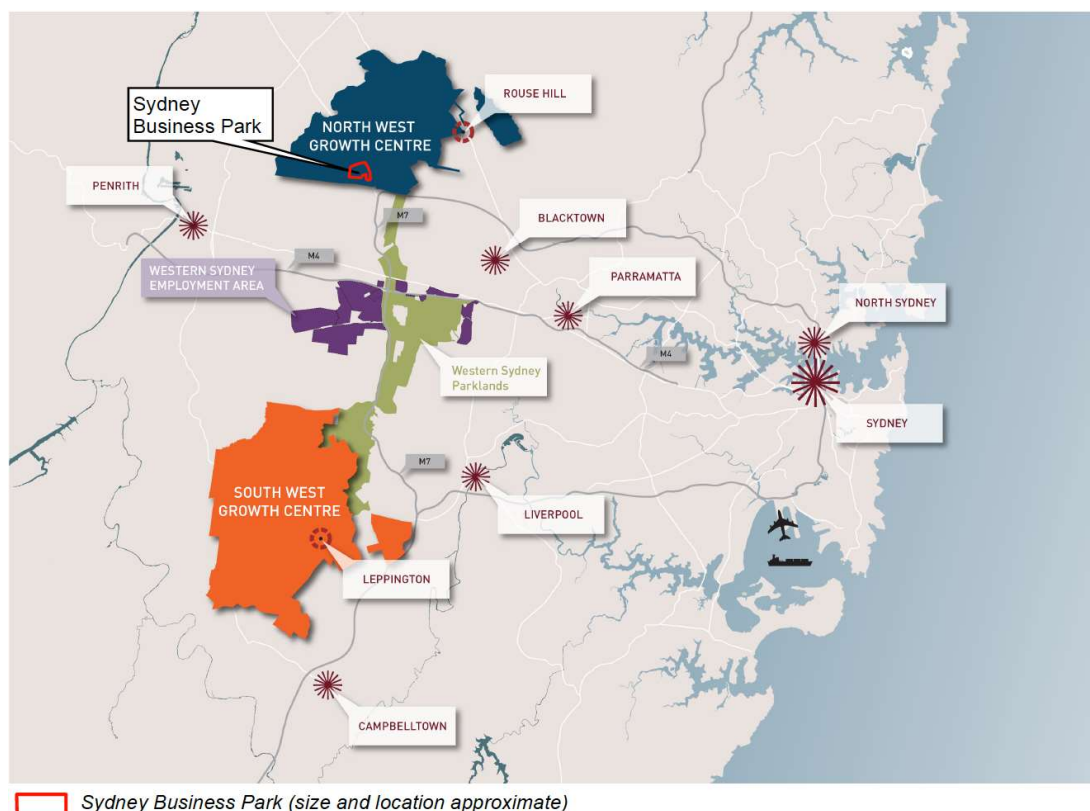 Sydney
Business Park
ROUSE HILL
NORTH WEST
GROWTH CENTRE
PENRITH
M7
BLACKTOWN
M4
WESTERN SYDNEY
EMPLOYMENT AREA
PARRAMATTA
NORTH SYDNEY
M4
Western Sydney
Parklands
SYDNEY
M7
SOUTH WEST
GROWTH CENTRE
LIVERPOOL
LEPPINGTON
CAMPBELLTOWN
Sydney Business Park (size and location approximate)